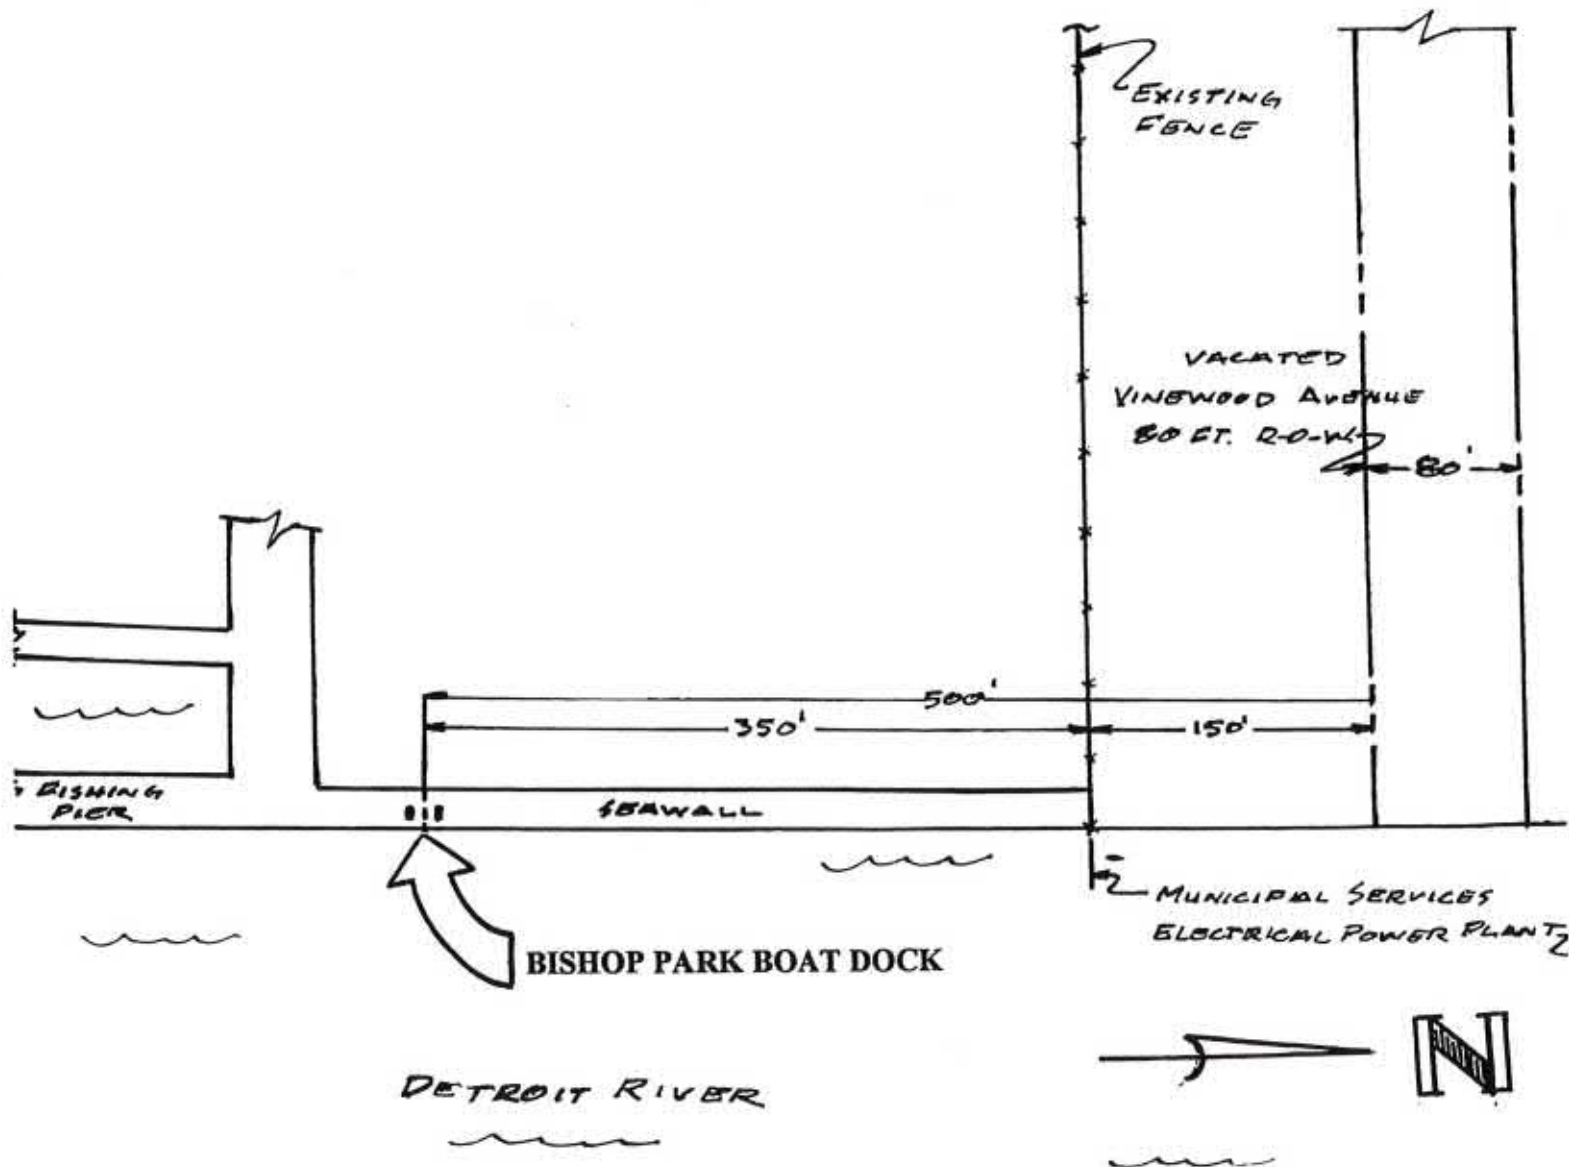 EXISTING
FENCE
VACATED
VINEWOOD AVENUE
80 FT. R-O-W
80'
500'
350'
150'
FISHING
PIER
SEAWALL
MUNICIPAL SERVICES
ELECTRICAL POWER PLANT
BISHOP PARK BOAT DOCK
N
DETROIT RIVER